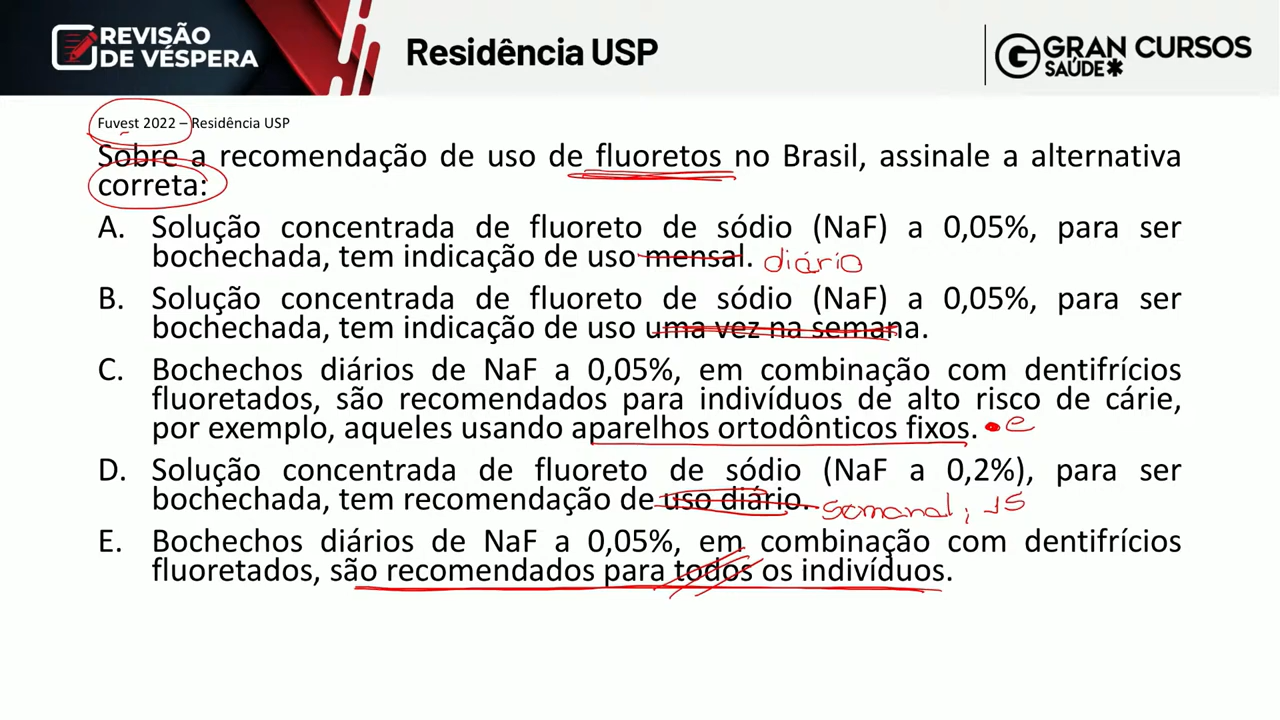 REVISÃO
DE VÉSPERA
Residência USP
GRAN CURSOS
SAÚDE
Fuvest 2022 – Residência USP
Sobre a recomendação de uso de fluoretos no Brasil, assinale a alternativa
correta:
A. Solução concentrada de fluoreto de sódio (NaF) a 0,05%, para ser
bochechada, tem indicação de uso mensal. diário
B. Solução concentrada de fluoreto de sódio (NaF) a 0,05%, para ser
bochechada, tem indicação de uso uma vez na semana.
C. Bochechos diários de NaF a 0,05%, em combinação com dentifrícios
fluoretados, são recomendados para indivíduos de alto risco de cárie,
por exemplo, aqueles usando aparelhos ortodônticos fixos. e
D. Solução concentrada de fluoreto de sódio (NaF a 0,2%), para ser
bochechada, tem recomendação de uso diário. semanal;
E. Bochechos diários de NaF a 0,05%, em combinação com dentifrícios
fluoretados, são recomendados para todos os indivíduos.